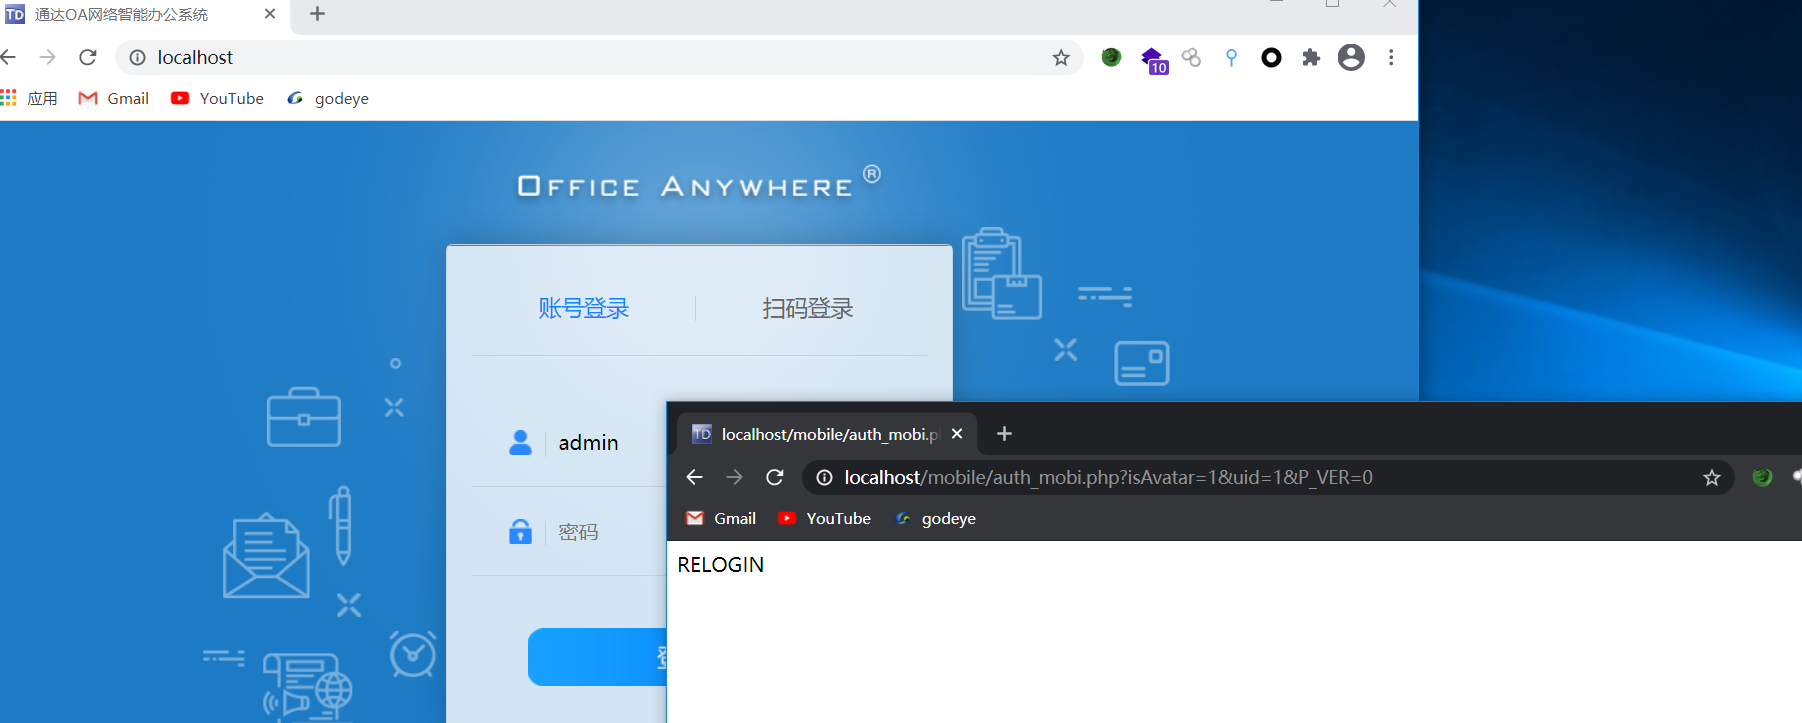 通达OA网络智能办公系统
localhost
10
应用 Gmail YouTube godeye
OFFICE ANYWHERE ®
账号登录 扫码登录
admin
密码
TD localhost/mobile/auth_mobi.p
localhost/mobile/auth_mobi.php?isAvatar=1&uid=1&P_VER=0
Gmail YouTube godeye
RELOGIN